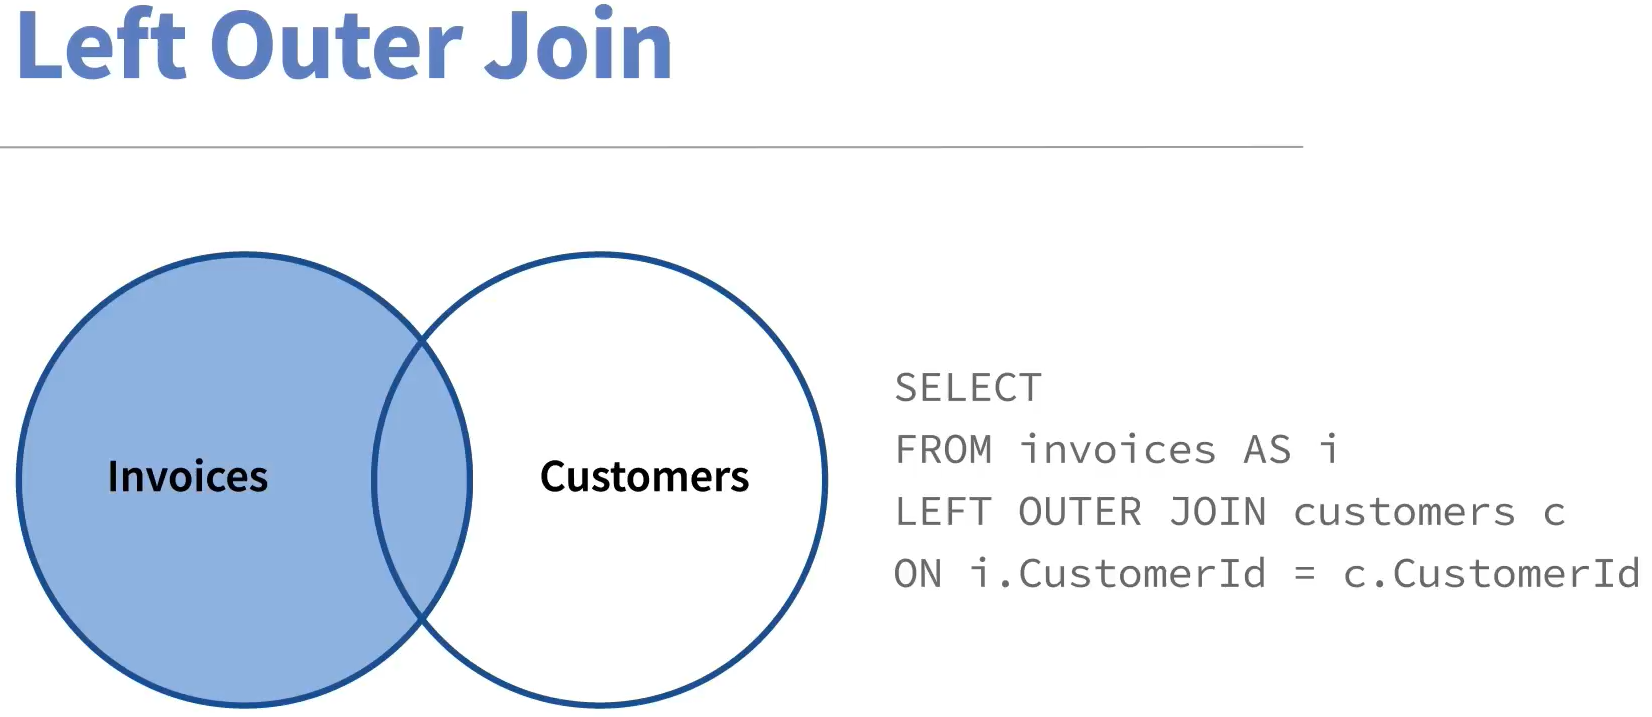 Left Outer Join
Invoices
Customers
SELECT
FROM invoices AS i
LEFT OUTER JOIN customers c
ON i.CustomerId = c.CustomerId